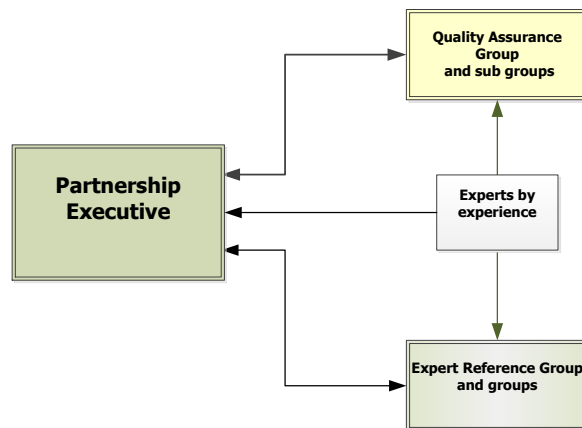 Quality Assurance
Group
and sub groups
Partnership
Executive
Experts by
experience
Expert Reference Group
and groups